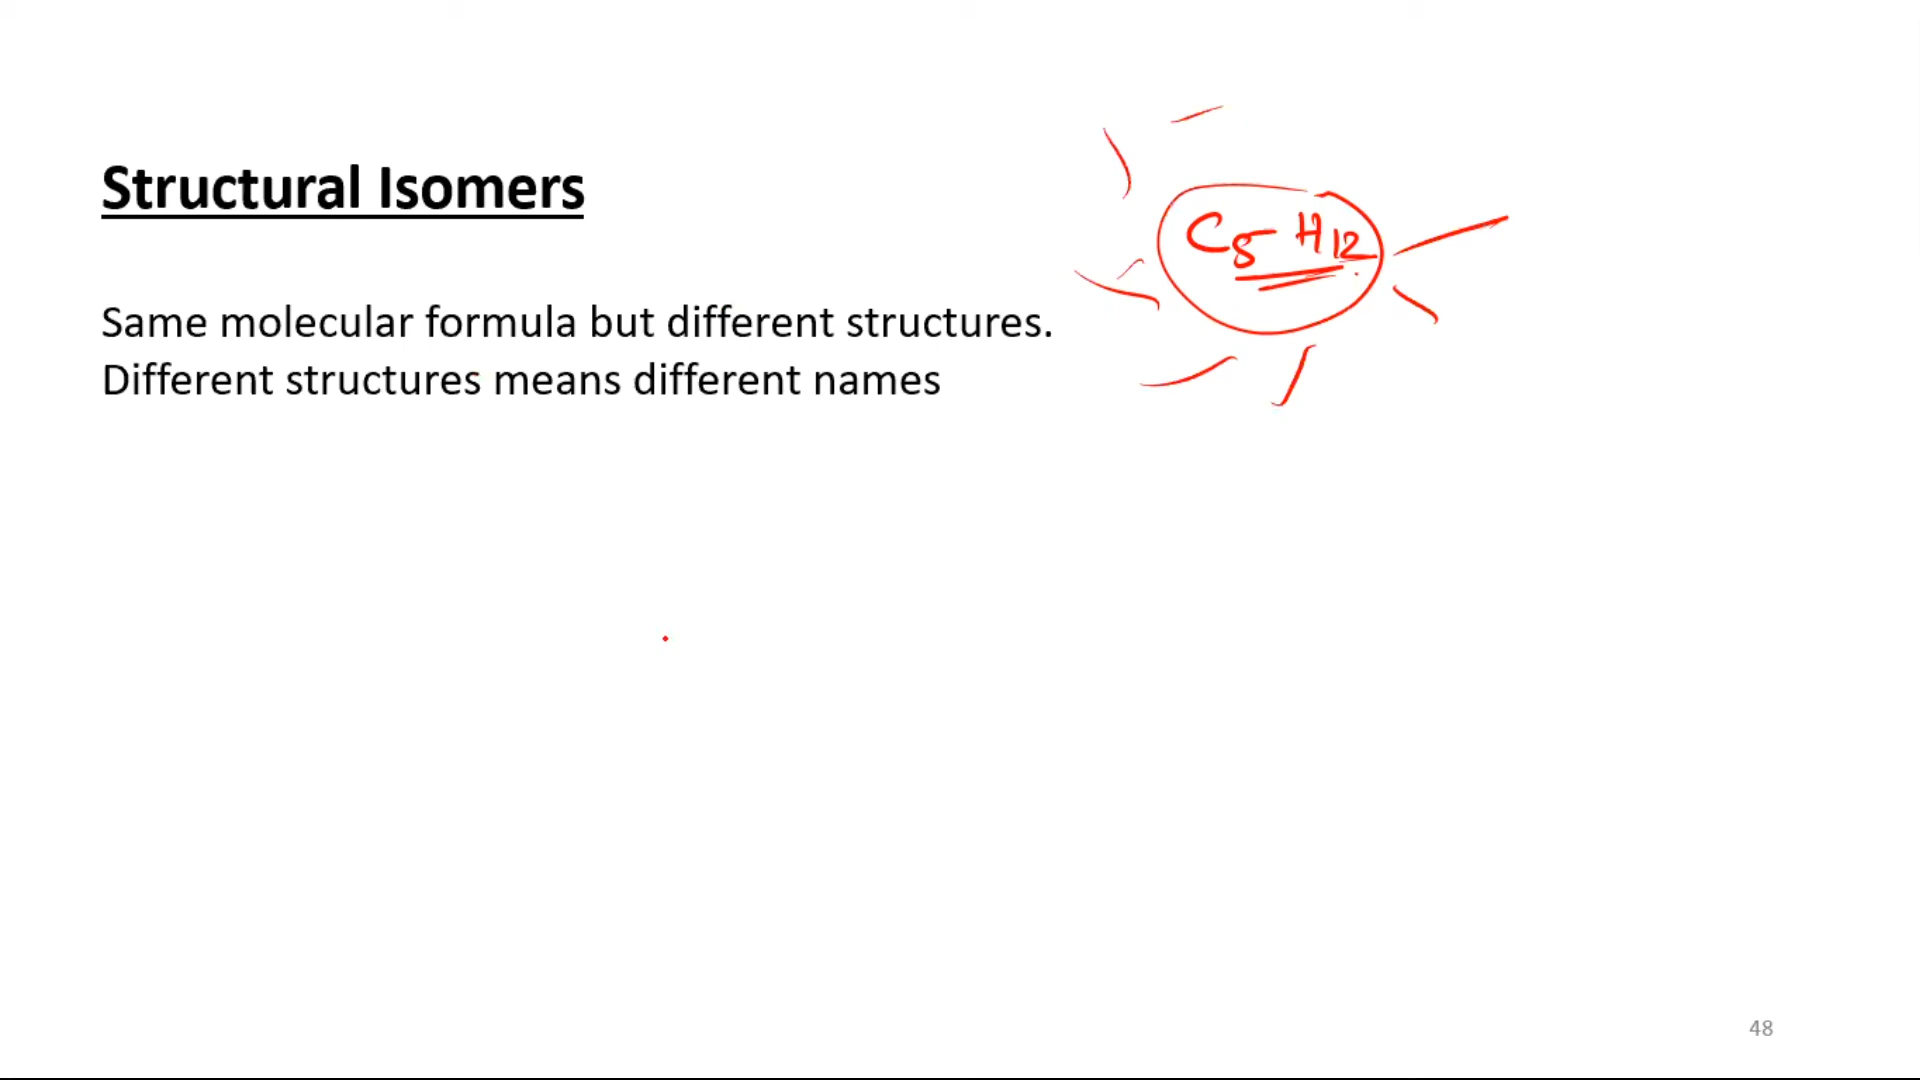 Structural Isomers
C5 H12
Same molecular formula but different structures.
Different structures means different names
48